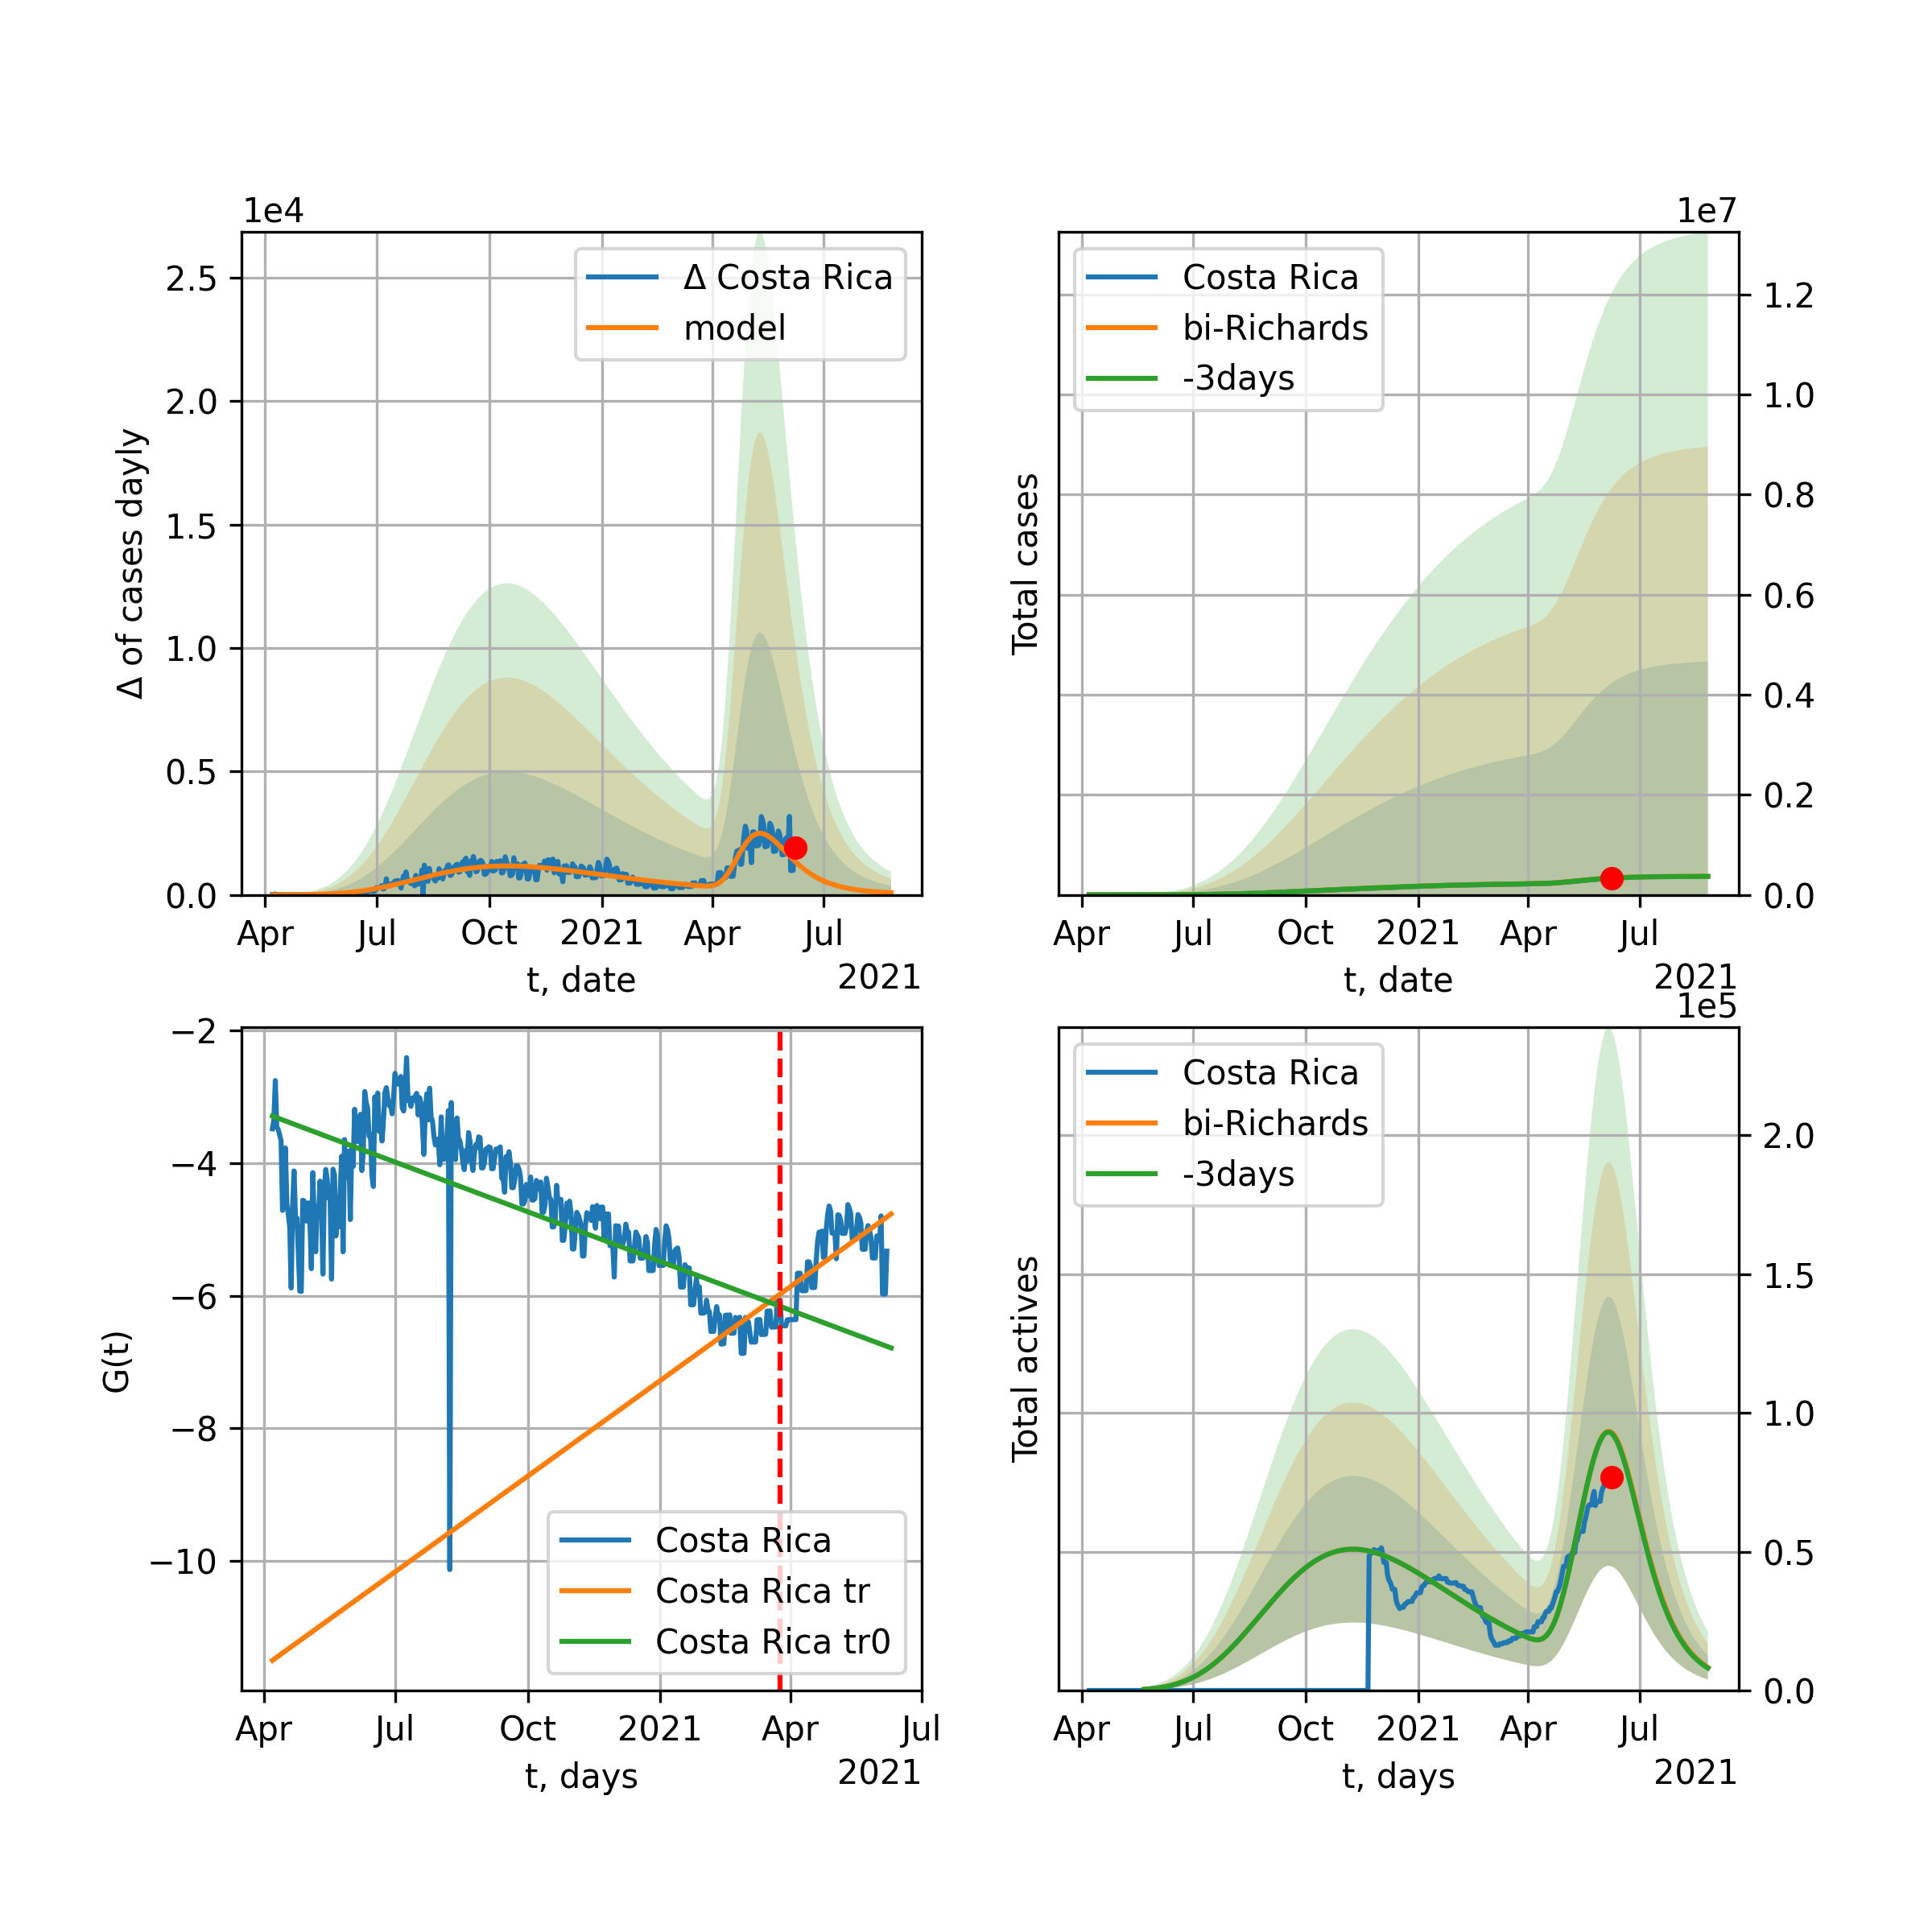 1e4
2.5
2.0
1.5
1.0
0.5
0.0
Δ of cases dayly
Δ Costa Rica
model
Apr Jul Oct 2021 Apr Jul
t, date
2021
1e7
Costa Rica
bi-Richards
-3days
Total cases
1.2
1.0
0.8
0.6
0.4
0.2
0.0
Apr Jul Oct 2021 Apr Jul
t, date
2021
−2
−4
−6
−8
−10
G(t)
Costa Rica
Costa Rica tr
Costa Rica tr0
Apr Jul Oct 2021 Apr Jul
t, days
2021
1e5
Costa Rica
bi-Richards
-3days
Total actives
2.0
1.5
1.0
0.5
0.0
Apr Jul Oct 2021 Apr Jul
t, days
2021